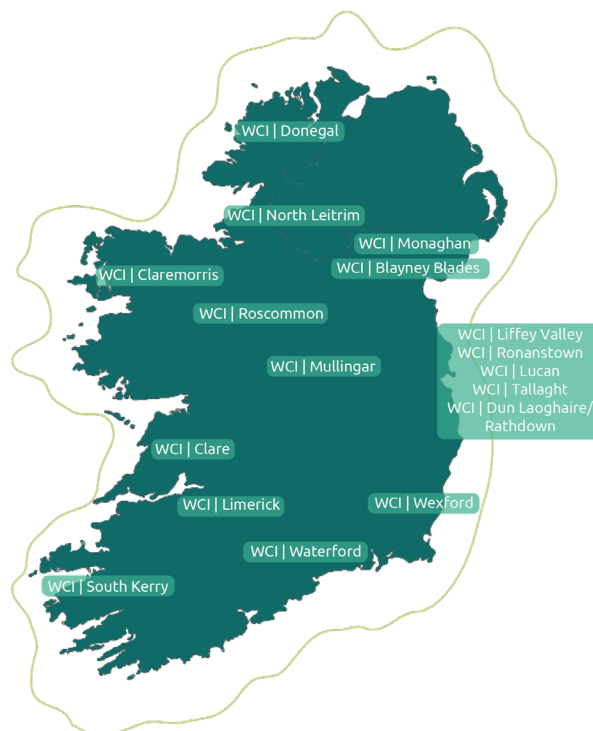 WCI | Donegal
WCI | North Leitrim
WCI | Monaghan
WCI | Blayney Blades
WCI | Claremorris
WCI | Roscommon
WCI | Liffey Valley
WCI | Ronanstown
WCI | Lucan
WCI | Tallaght
WCI | Dun Laoghaire/
Rathdown
WCI | Mullingar
WCI | Clare
WCI | Limerick
WCI | Wexford
WCI | Waterford
WCI | South Kerry